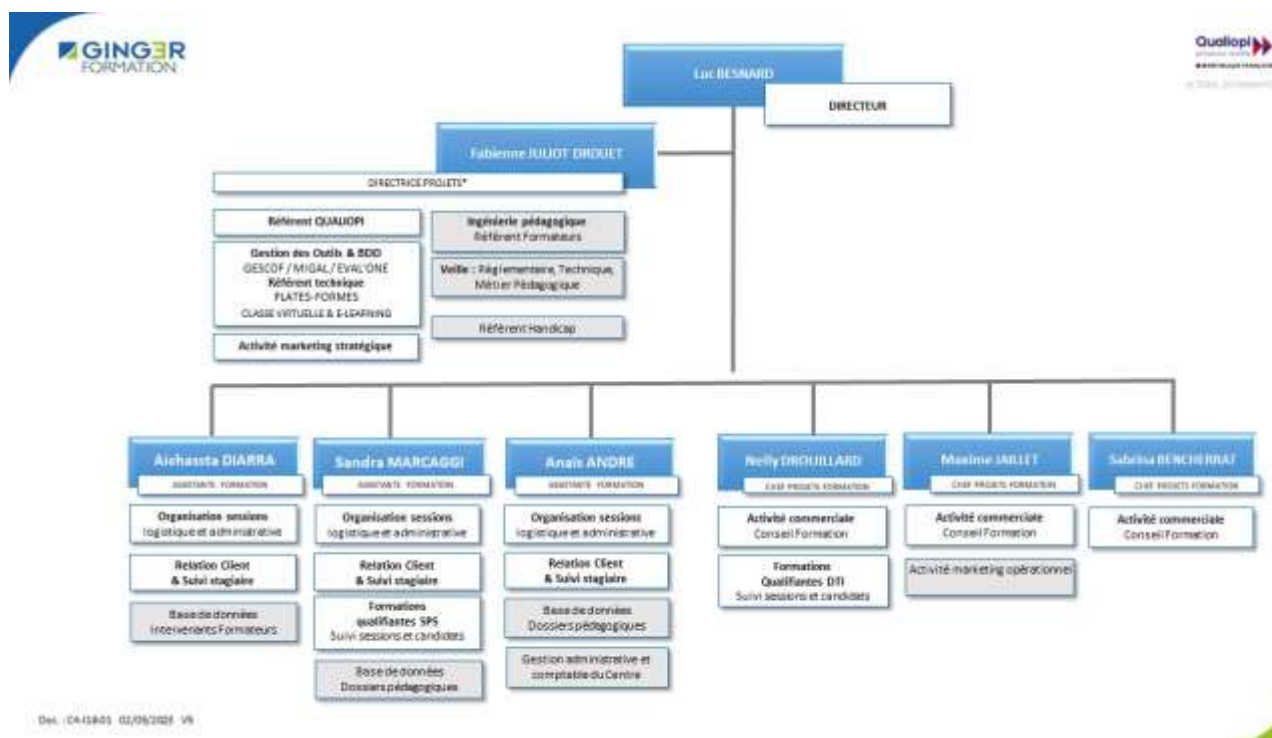 GINGER
FORMATION
Qualiopi
Luc BESNARD
DIRECTEUR
Fabienne JULIOT DROUET
DIRECTRICE PROJETS*
Référent QUALIOPI
Gestion des Outils & BDD
GESCOF / MIGAL / EVAL'ONE
Référent technique
PLATES-FORMES
CLASSE VIRTUELLE & E-LEARNING
Activité marketing stratégique
Ingénierie pédagogique
Référent Formateurs
Veille : Réglementaire, Technique,
Métier Pédagogique
Référent Handicap
Aichassta DIARRA
ASSISTANTE FORMATION
Organisation sessions
logistique et administrative
Relation Client
& Suivi stagiaire
Base de données
Intervenants Formateurs
Sandra MARCAGGI
ASSISTANTE FORMATION
Organisation sessions
logistique et administrative
Relation Client
& Suivi stagiaire
Formations
qualifiantes SPS
Suivi sessions et candidats
Base de données
Dossiers pédagogiques
Anaïs ANDRE
ASSISTANTE FORMATION
Organisation sessions
logistique et administrative
Relation Client
& Suivi stagiaire
Base de données
Dossiers pédagogiques
Gestion administrative et
comptable du Centre
Nelly DROUILLARD
CHEF PROJETS FORMATION
Activité commerciale
Conseil Formation
Formations
Qualifiantes DTI
Suivi sessions et candidats
Maxime JAILLET
CHEF PROJETS FORMATION
Activité commerciale
Conseil Formation
Activité marketing opérationnel
Sabrina BENCHERRAT
CHEF PROJETS FORMATION
Activité commerciale
Conseil Formation
Doc. :